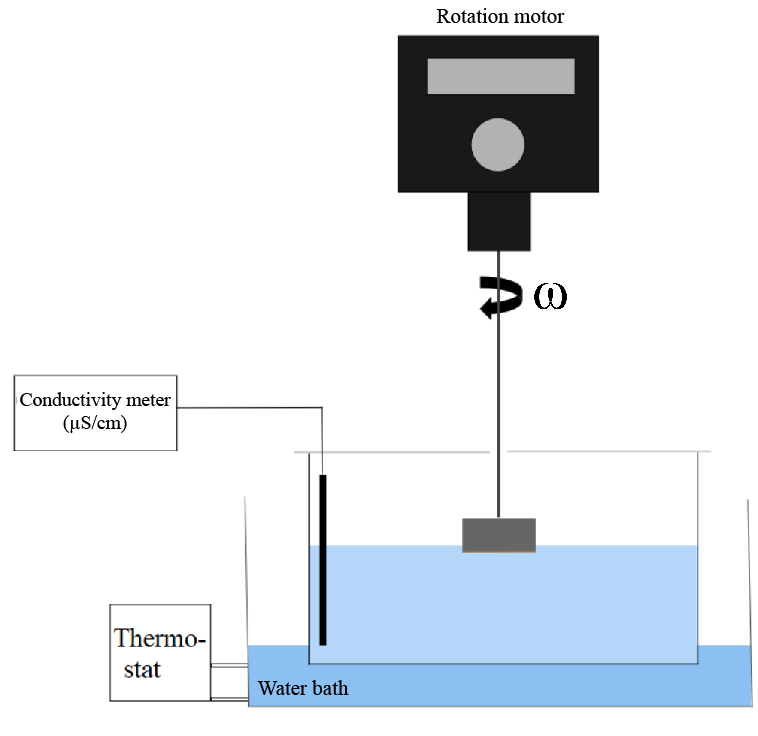 Rotation motor
ω
Conductivity meter
(µS/cm)
Thermo-
stat
Water bath